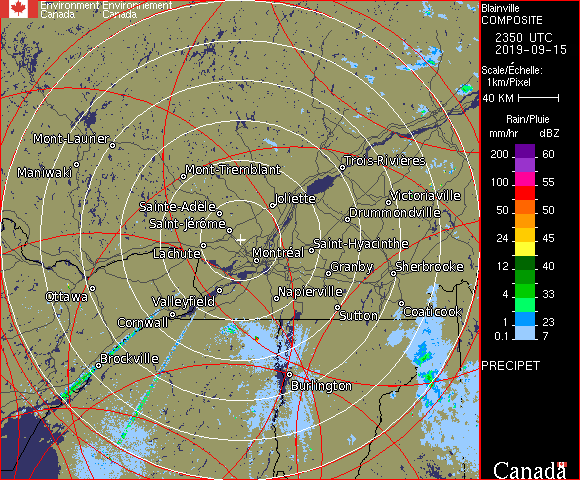 Environment Environnement
Canada Canada
Blainville
COMPOSITE
2350 UTC
2019-09-15
Scale/Échelle:
1km/Pixel
40 KM
Rain/Pluie
mm/hr dBZ
200 60
100 55
50 50
24 45
12 40
4 33
1 23
0.1 7
PRECIPET
Canada
Mont-Laurier
Maniwaki
Mont-Tremblant
Trois-Rivières
Joliette
Victoriaville
Sainte-Adèle
Drummondville
Saint-Jérôme
Saint-Hyacinthe
Lachute
Montréal
Granby
Sherbrooke
Ottawa
Valleyfield
Napierville
Cornwall
Sutton
Coaticook
Brockville
Burlington